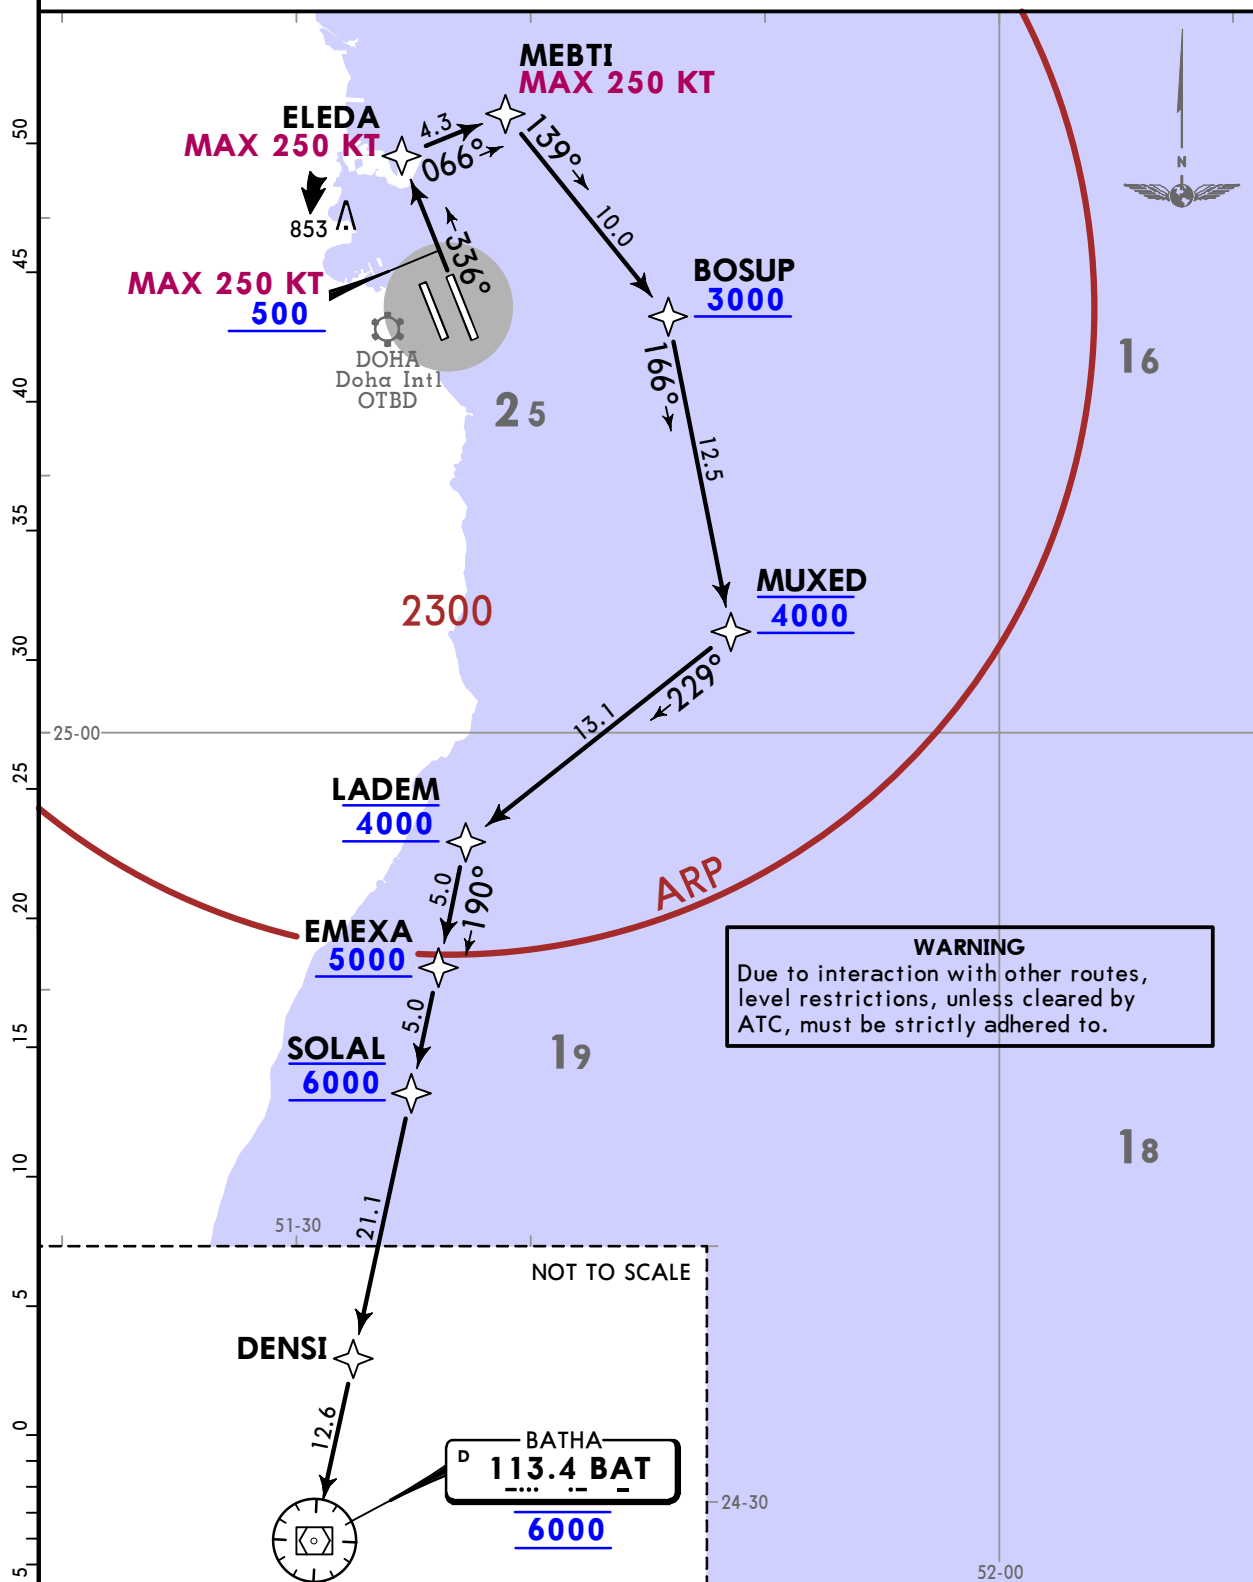 MEBTI
MAX 250 KT
ELEDA
MAX 250 KT
4.3
066°
139°
10.0
N
853
336°
MAX 250 KT
500
BOSUP
3000
DOHA
Doha Intl
OTBD
166°
12.5
16
25
MUXED
4000
2300
229°
13.1
25-00
LADEM
4000
5.0
190°
ARP
EMEXA
5000
WARNING
Due to interaction with other routes,
level restrictions, unless cleared by
ATC, must be strictly adhered to.
5.0
SOLAL
6000
19
18
21.1
51-30
NOT TO SCALE
DENSI
12.6
BATHA
D 113.4 BAT
6000
24-30
52-00
50
45
40
35
30
25
20
15
10
5
0
5